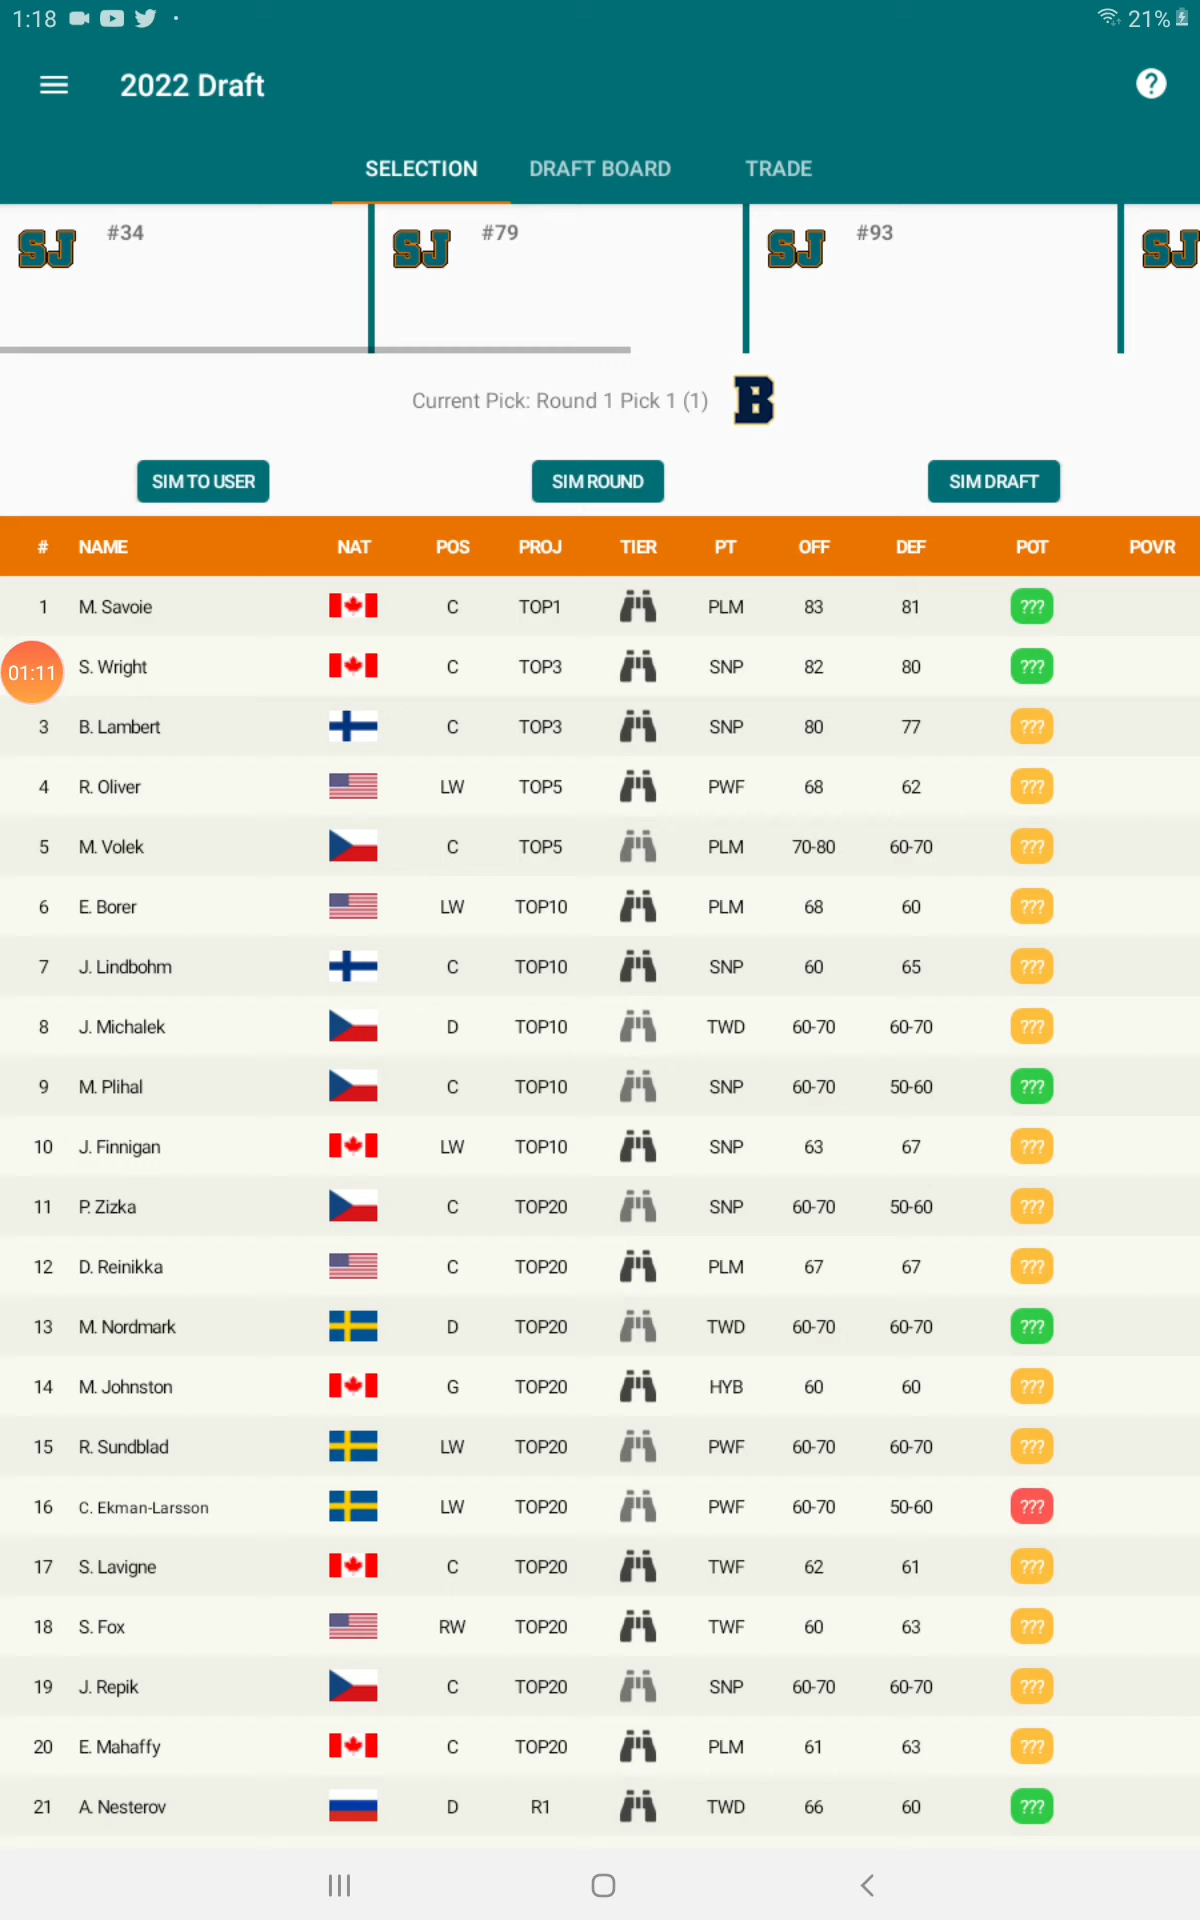 1:18 21%
2022 Draft ?
SELECTION DRAFT BOARD TRADE
SJ #34 SJ #79 SJ #93 SJ
Current Pick: Round 1 Pick 1 (1) B
SIM TO USER SIM ROUND SIM DRAFT
# NAME NAT POS PROJ TIER PT OFF DEF POT POVR
1 M. Savoie C TOP1 PLM 83 81 ???
01:11 S. Wright C TOP3 SNP 82 80 ???
3 B. Lambert C TOP3 SNP 80 77 ???
4 R. Oliver LW TOP5 PWF 68 62 ???
5 M. Volek C TOP5 PLM 70-80 60-70 ???
6 E. Borer LW TOP10 PLM 68 60 ???
7 J. Lindbohm C TOP10 SNP 60 65 ???
8 J. Michalek D TOP10 TWD 60-70 60-70 ???
9 M. Plihal C TOP10 SNP 60-70 50-60 ???
10 J. Finnigan LW TOP10 SNP 63 67 ???
11 P. Zizka C TOP20 SNP 60-70 50-60 ???
12 D. Reinikka C TOP20 PLM 67 67 ???
13 M. Nordmark D TOP20 TWD 60-70 60-70 ???
14 M. Johnston G TOP20 HYB 60 60 ???
15 R. Sundblad LW TOP20 PWF 60-70 60-70 ???
16 C. Ekman-Larsson LW TOP20 PWF 60-70 50-60 ???
17 S. Lavigne C TOP20 TWF 62 61 ???
18 S. Fox RW TOP20 TWF 60 63 ???
19 J. Repik C TOP20 SNP 60-70 60-70 ???
20 E. Mahaffy C TOP20 PLM 61 63 ???
21 A. Nesterov D R1 TWD 66 60 ???